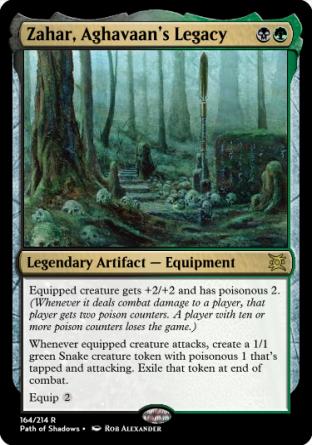 Zahar, Aghavaan's Legacy
Legendary Artifact — Equipment
Equipped creature gets +2/+2 and has poisonous 2.
(Whenever it deals combat damage to a player, that
player gets two poison counters. A player with ten or
more poison counters loses the game.)
Whenever equipped creature attacks, create a 1/1
green Snake creature token with poisonous 1 that's
tapped and attacking. Exile that token at end of
combat.
Equip 2
164/214 R
Path of Shadows • Rob Alexander